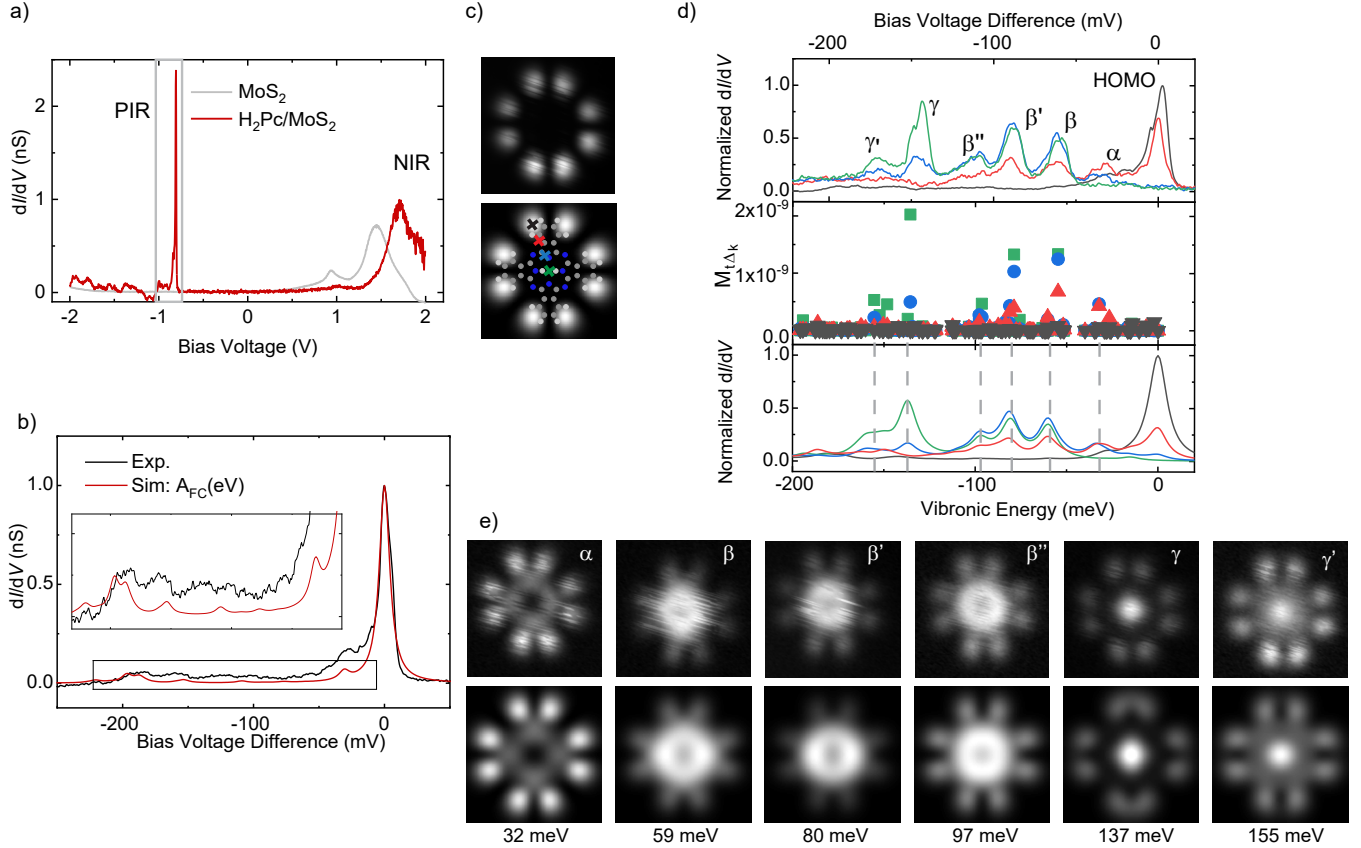 a)
dI/dV (nS)
2
1
0
PIR
MoS₂
H₂Pc/MoS₂
NIR
-2
-1
0
1
2
Bias Voltage (V)
b)
dI/dV (nS)
1.0
0.5
0.0
Exp.
Sim: A_FC(eV)
-200
-100
0
Bias Voltage Difference (mV)
c)
d)
Bias Voltage Difference (mV)
-200
-100
0
Normalized dI/dV
1.0
0.5
0.0
γ'
γ
β''
β'
β
α
HOMO
M_tΔk
2x10⁻⁹
1x10⁻⁹
0.0
Normalized dI/dV
1.0
0.5
0.0
-200
-100
0
Vibronic Energy (meV)
e)
α
β
β'
β''
γ
γ'
32 meV
59 meV
80 meV
97 meV
137 meV
155 meV